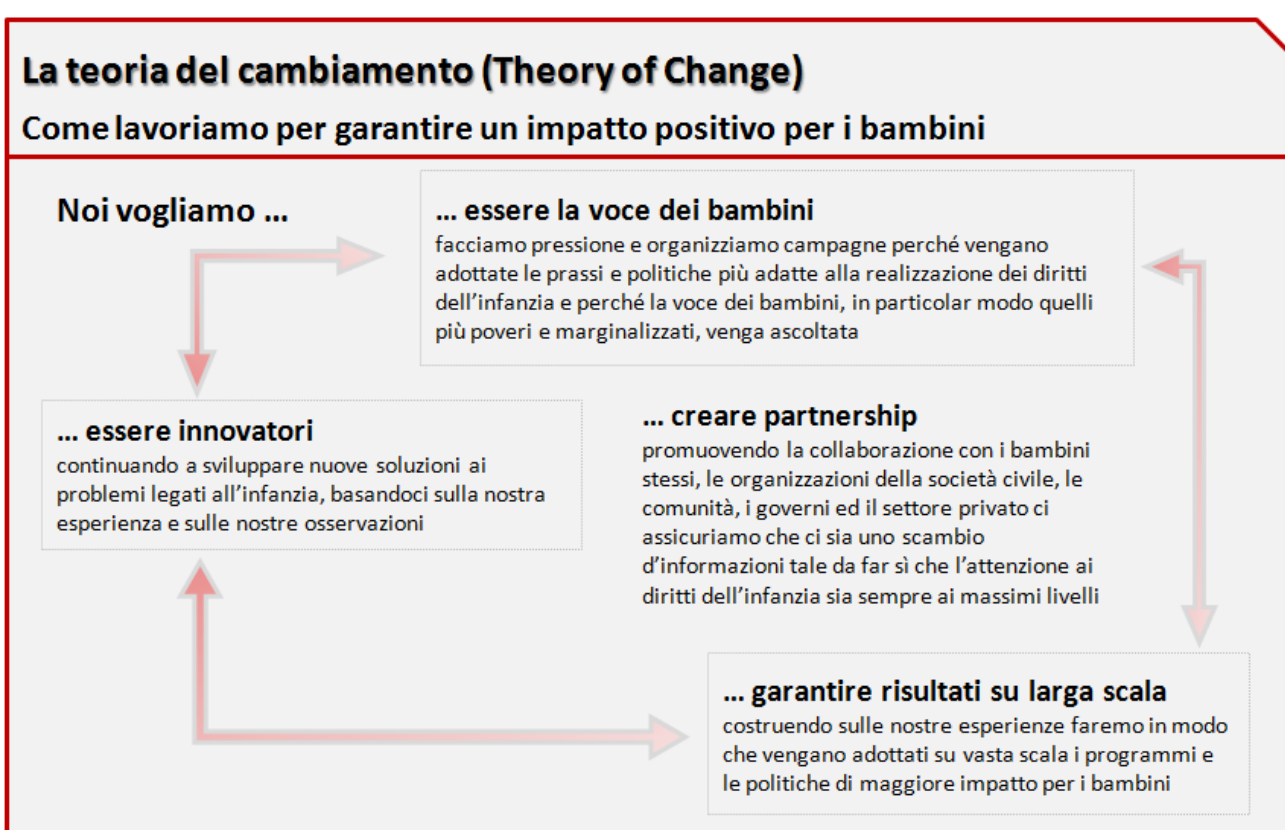 La teoria del cambiamento (Theory of Change)
Come lavoriamo per garantire un impatto positivo per i bambini
Noi vogliamo ...
... essere la voce dei bambini
facciamo pressione e organizziamo campagne perché vengano
adottate le prassi e politiche più adatte alla realizzazione dei diritti
dell’infanzia e perché la voce dei bambini, in particolar modo quelli
più poveri e marginalizzati, venga ascoltata
... essere innovatori
continuando a sviluppare nuove soluzioni ai
problemi legati all’infanzia, basandoci sulla nostra
esperienza e sulle nostre osservazioni
... creare partnership
promuovendo la collaborazione con i bambini
stessi, le organizzazioni della società civile, le
comunità, i governi ed il settore privato ci
assicuriamo che ci sia uno scambio
d’informazioni tale da far sì che l’attenzione ai
diritti dell’infanzia sia sempre ai massimi livelli
... garantire risultati su larga scala
costruendo sulle nostre esperienze faremo in modo
che vengano adottati su vasta scala i programmi e
le politiche di maggiore impatto per i bambini